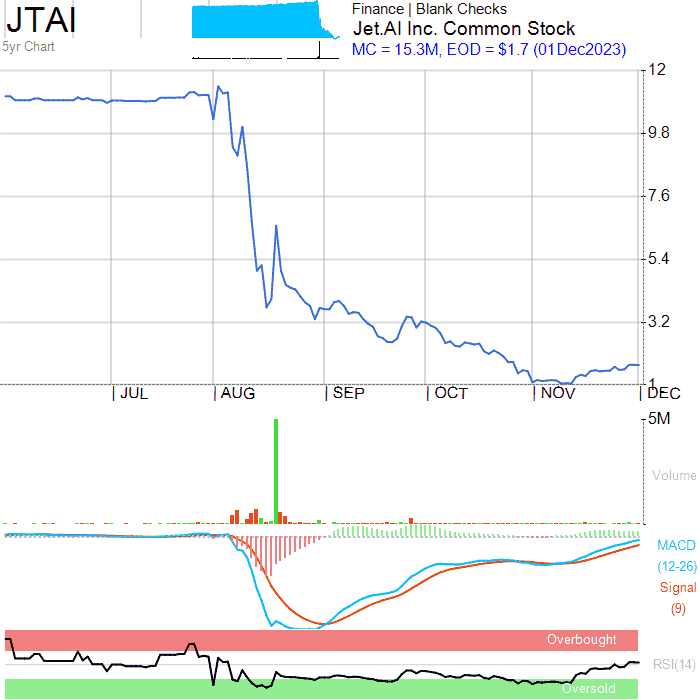 JTAI
5yr Chart
Finance | Blank Checks
Jet.AI Inc. Common Stock
MC = 15.3M, EOD = $1.7 (01Dec2023)
12
9.8
7.6
5.4
3.2
1
JUL AUG SEP OCT NOV DEC
5M
Volume
MACD
(12-26)
Signal
(9)
Overbought
RSI(14)
Oversold